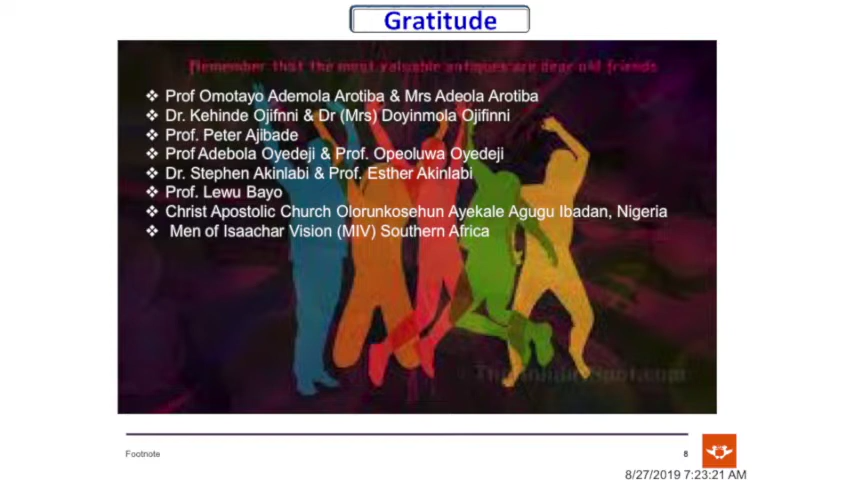 Gratitude
Remember that the most valuable antiques are dear old friends
❖ Prof Omotayo Ademola Arotiba & Mrs Adeola Arotiba
❖ Dr. Kehinde Ojifnni & Dr (Mrs) Doyinmola Ojifinni
❖ Prof. Peter Ajibade
❖ Prof Adebola Oyedeji & Prof. Opeoluwa Oyedeji
❖ Dr. Stephen Akinlabi & Prof. Esther Akinlabi
❖ Prof. Lewu Bayo
❖ Christ Apostolic Church Olorunkosehun Ayekale Agugu Ibadan, Nigeria
❖ Men of Isaachar Vision (MIV) Southern Africa
Footnote
8
8/27/2019 7:23:21 AM